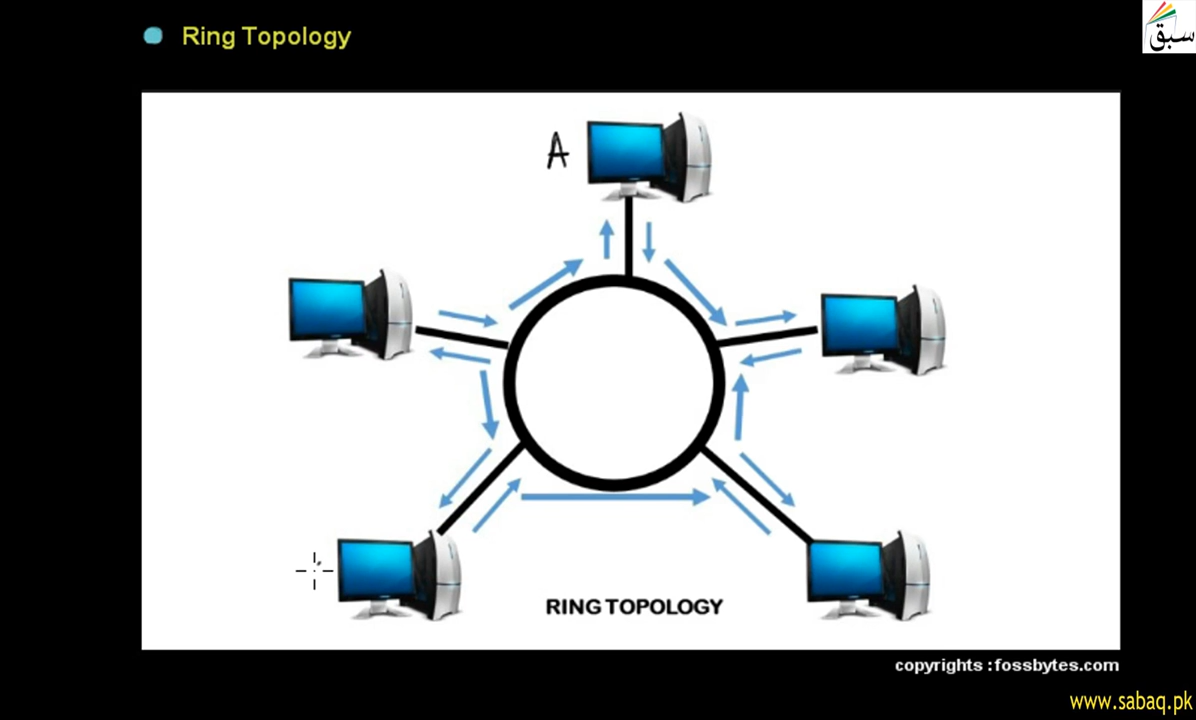 Ring Topology
سبق
A
RING TOPOLOGY
copyrights :fossbytes.com
www.sabaq.pk